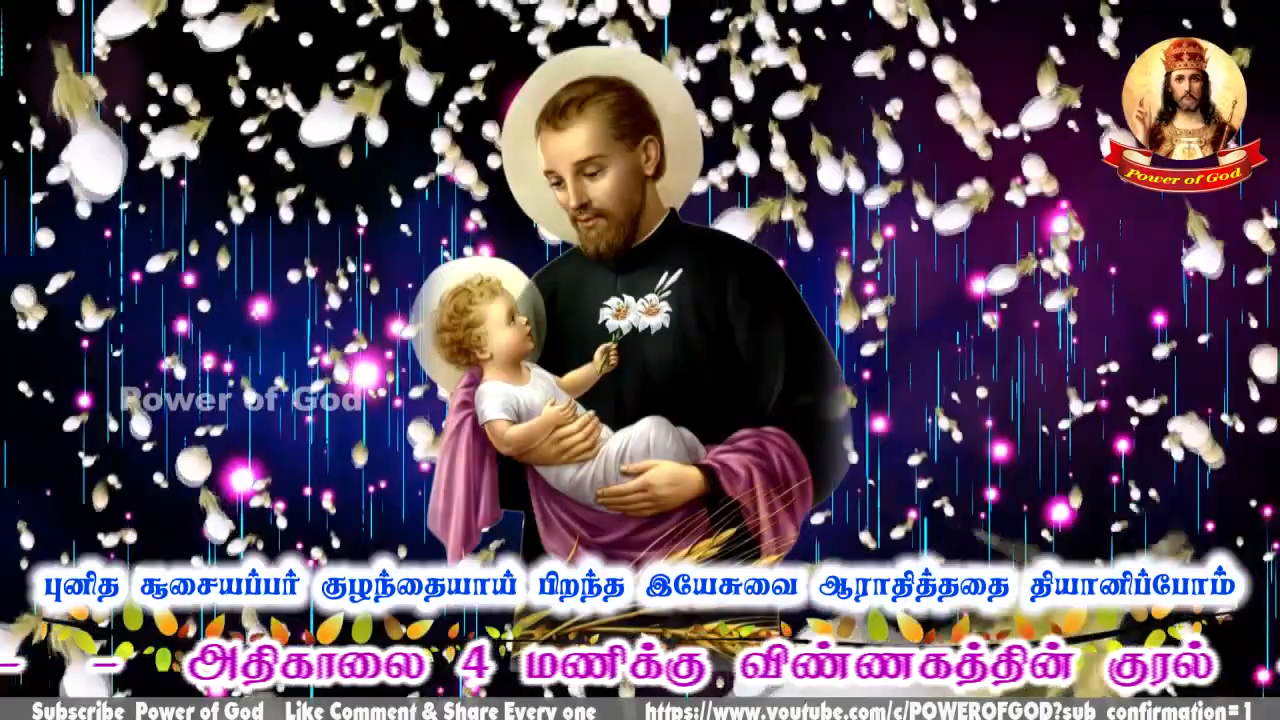 Power of God
Power of God
புனித சூசையப்பர் குழந்தையாய் பிறந்த இயேசுவை ஆராதித்ததை தியானிப்போம்
- - அதிகாலை 4 மணிக்கு விண்ணகத்தின் குரல்
Subscribe Power of God Like Comment & Share Every one https://www.youtube.com/c/POWEROFGOD?sub_confirmation=1